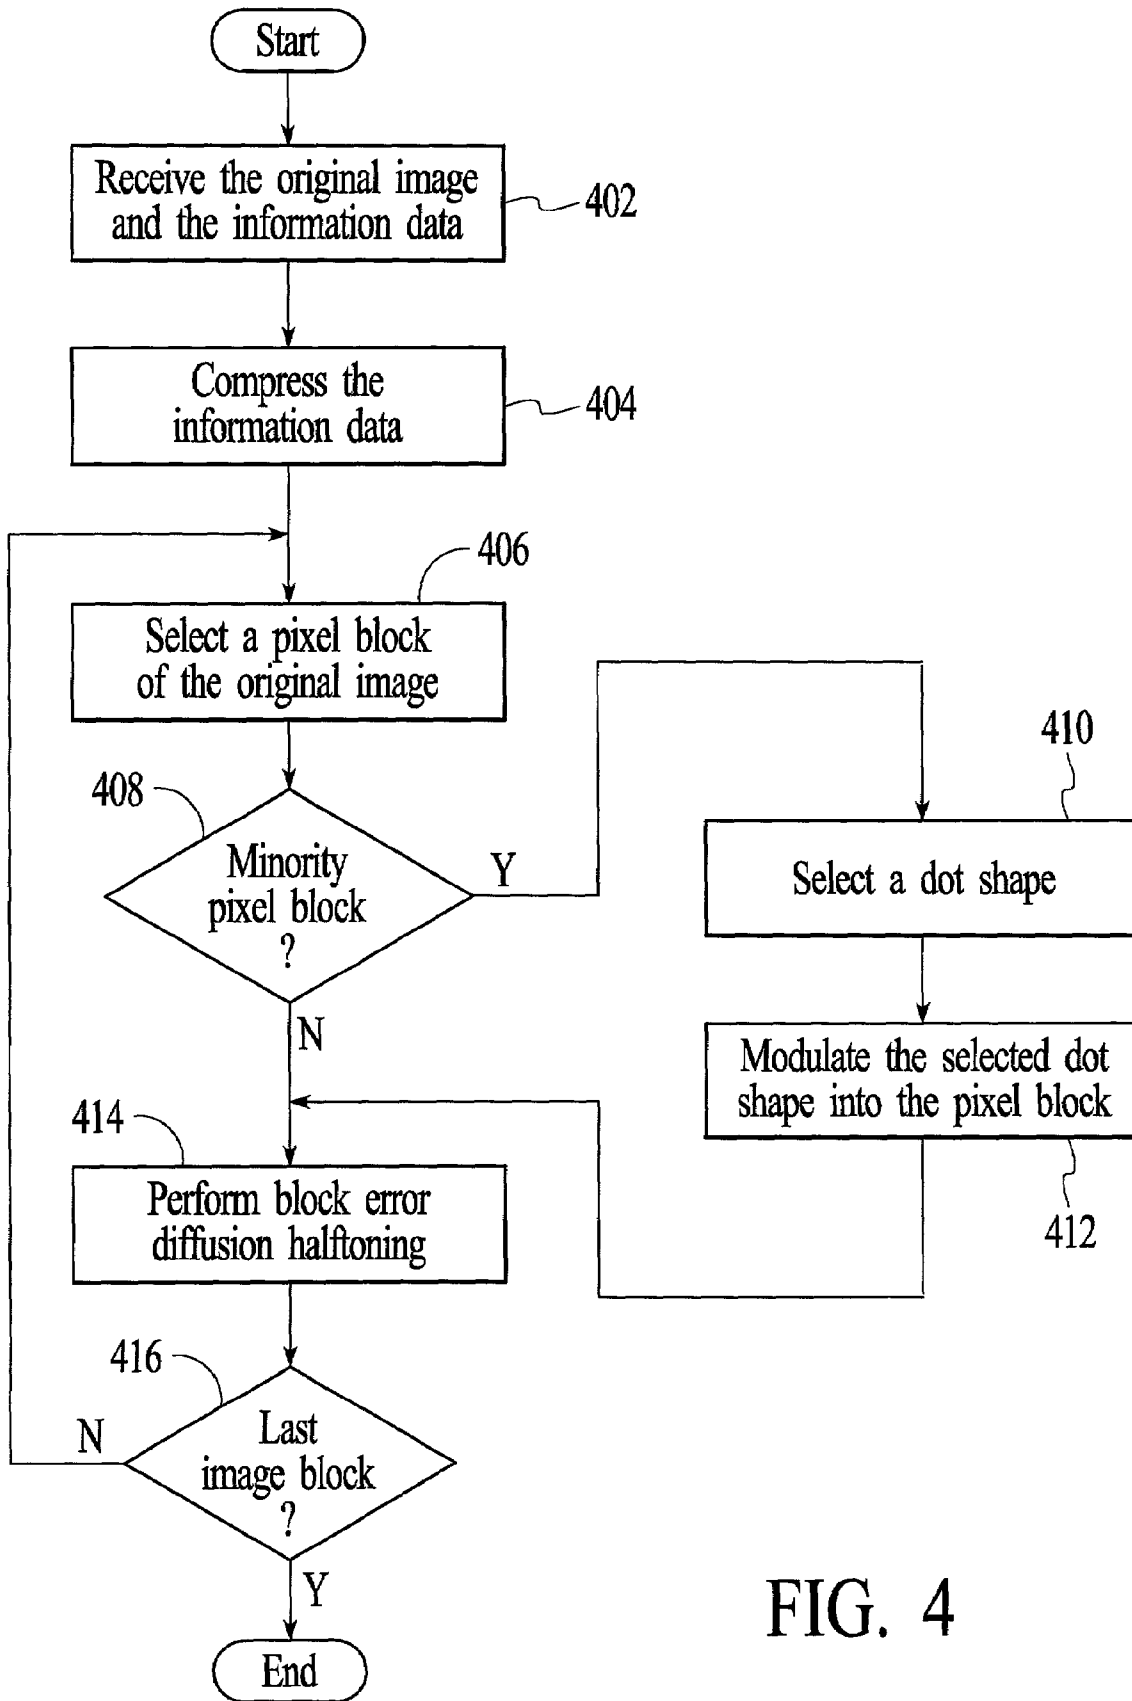 Start
Receive the original image
and the information data
402
Compress the
information data
404
406
Select a pixel block
of the original image
408
Minority
pixel block
?
Y
N
410
Select a dot shape
Modulate the selected dot
shape into the pixel block
412
414
Perform block error
diffusion halftoning
416
Last
image block
?
N
Y
End
FIG. 4